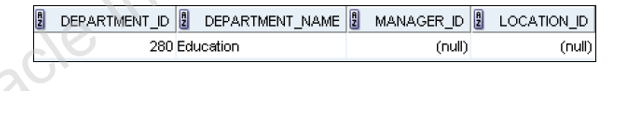 DEPARTMENT_ID DEPARTMENT_NAME MANAGER_ID LOCATION_ID
280 Education (null) (null)